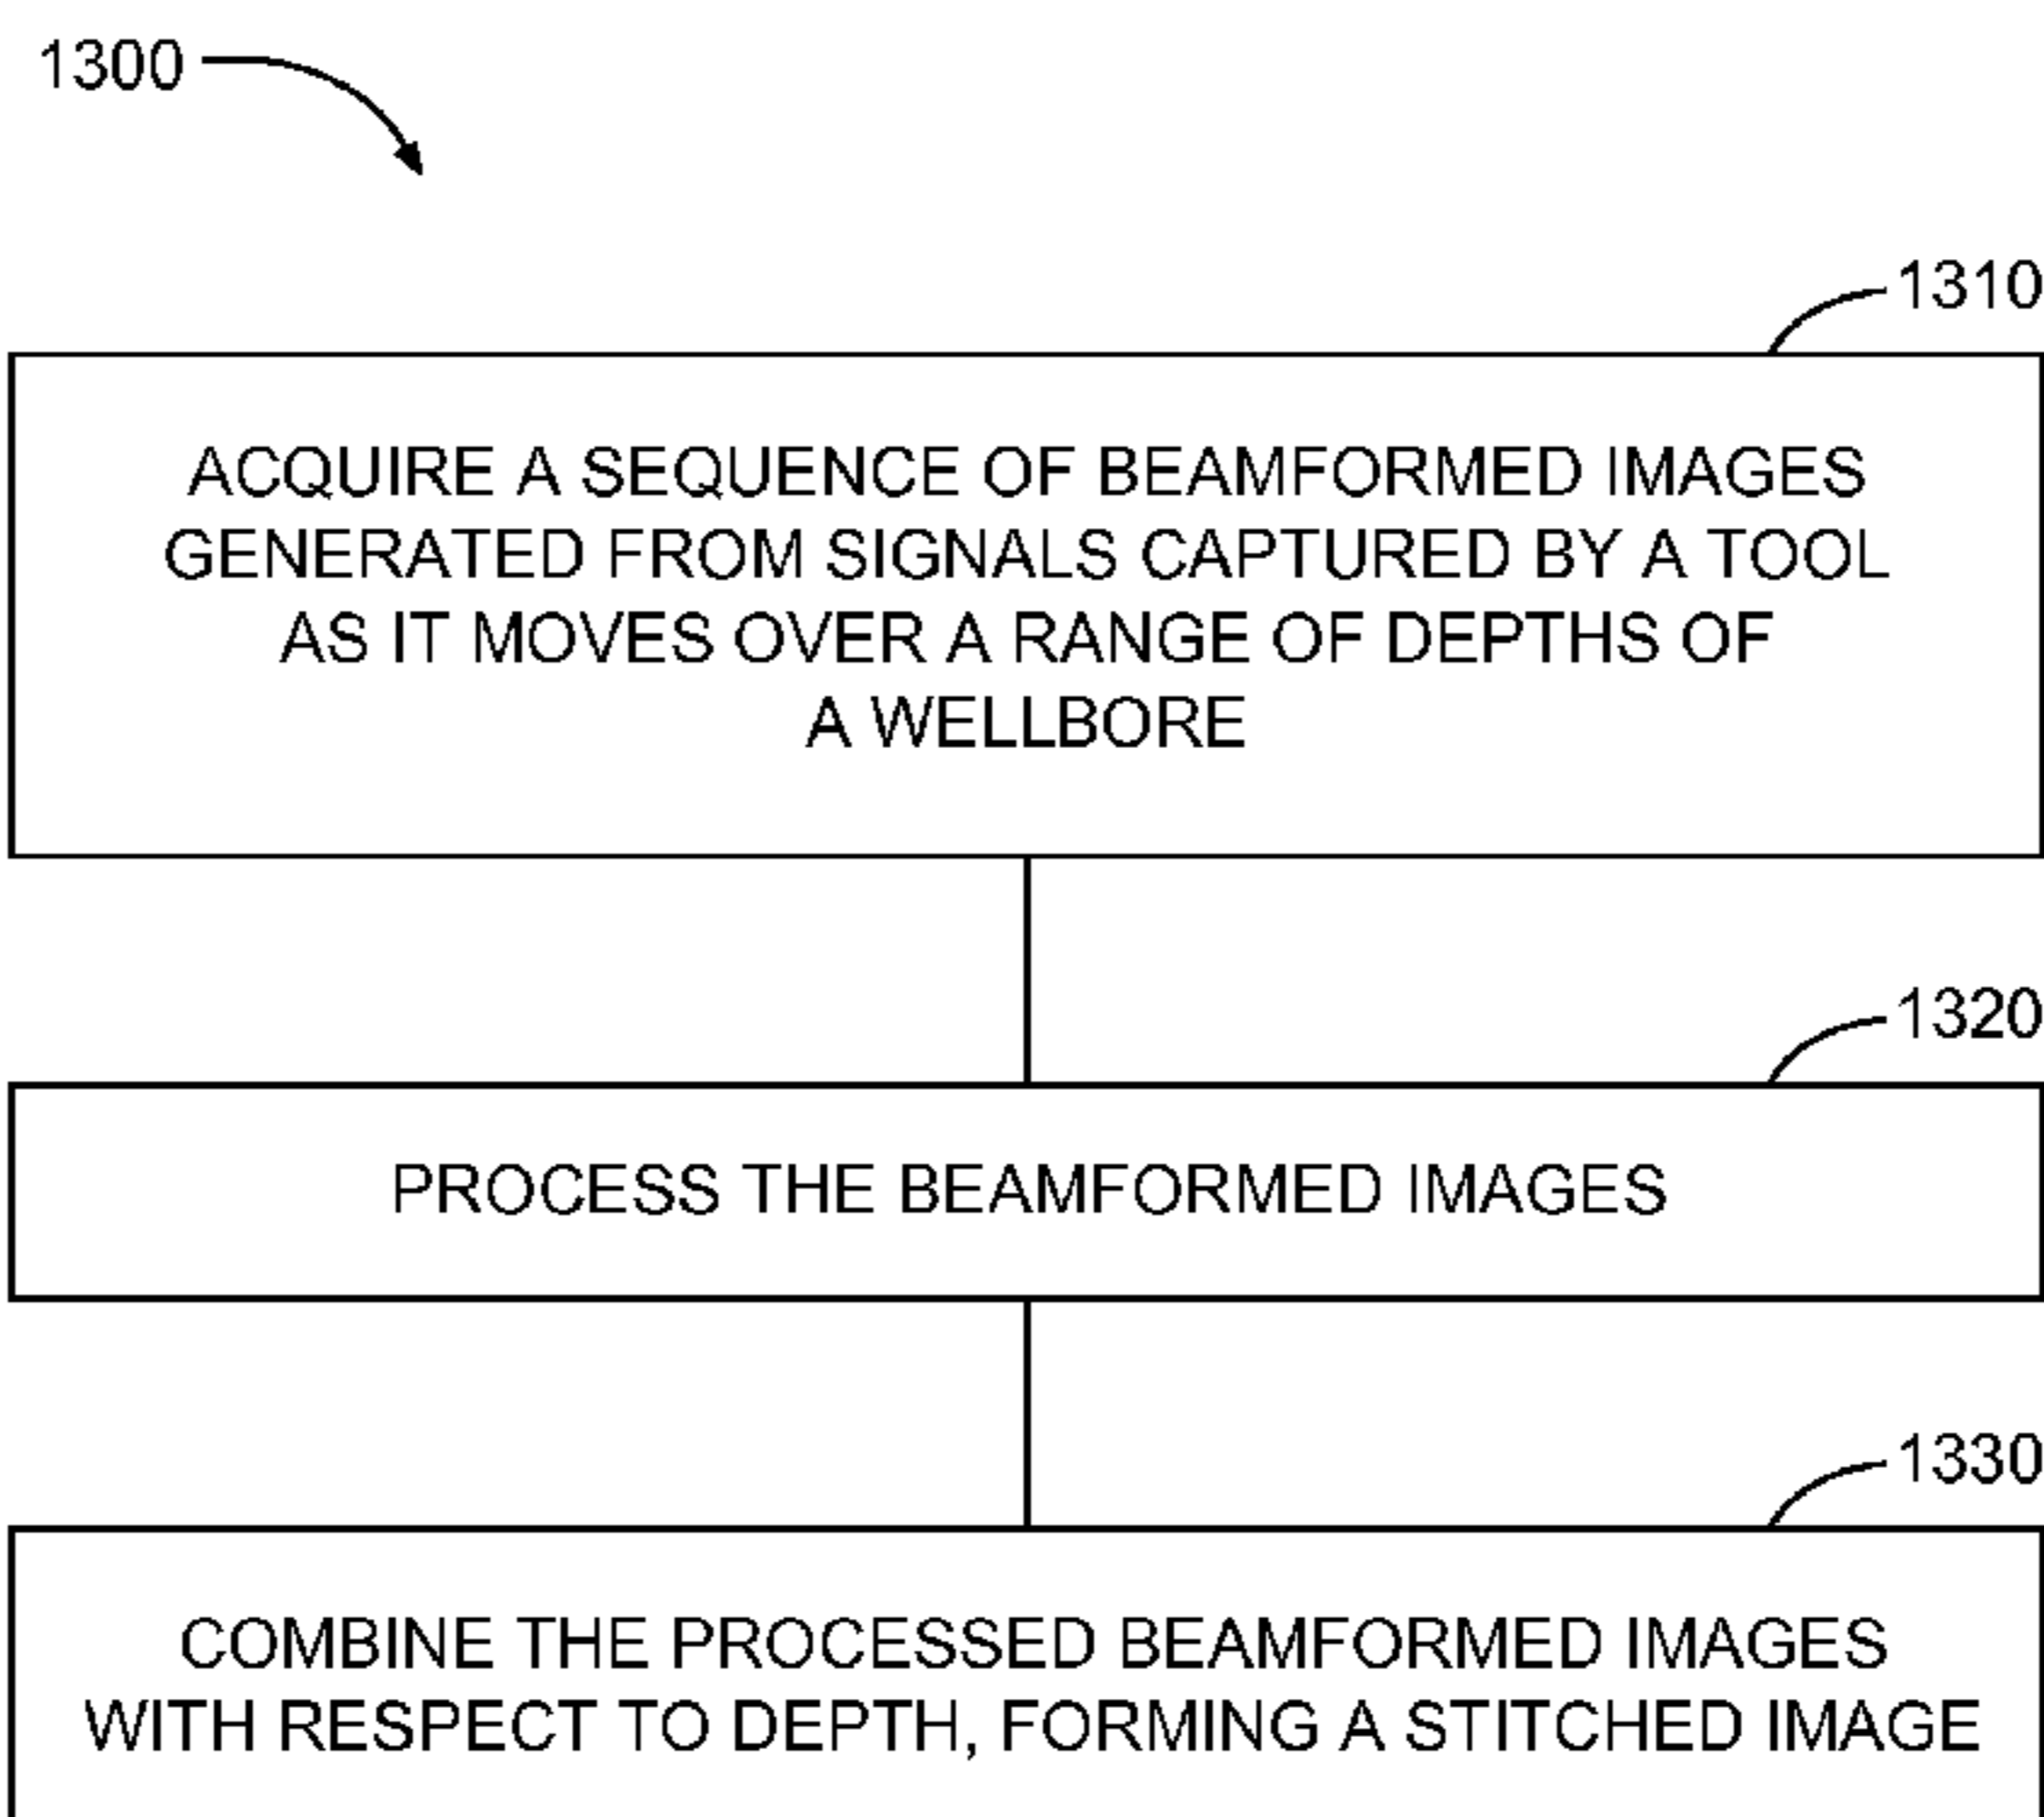 1300
1310
ACQUIRE A SEQUENCE OF BEAMFORMED IMAGES
GENERATED FROM SIGNALS CAPTURED BY A TOOL
AS IT MOVES OVER A RANGE OF DEPTHS OF
A WELLBORE
1320
PROCESS THE BEAMFORMED IMAGES
1330
COMBINE THE PROCESSED BEAMFORMED IMAGES
WITH RESPECT TO DEPTH, FORMING A STITCHED IMAGE